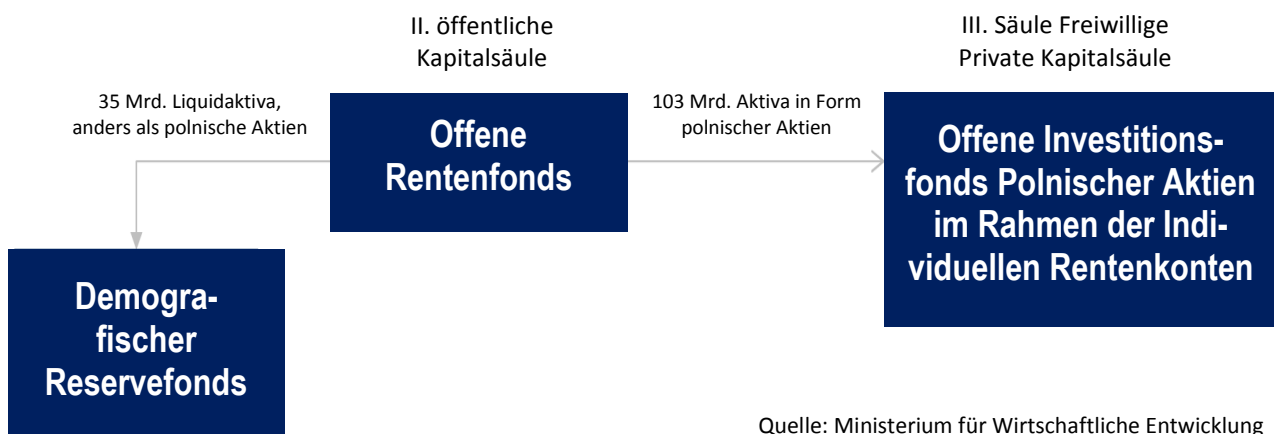 II. öffentliche
Kapitalsäule
III. Säule Freiwillige
Private Kapitalsäule
35 Mrd. Liquidaktiva,
anders als polnische Aktien
Offene
Rentenfonds
103 Mrd. Aktiva in Form
polnischer Aktien
Offene Investitions-
fonds Polnischer Aktien
im Rahmen der Indi-
viduellen Rentenkonten
Demogra-
fischer
Reservefonds
Quelle: Ministerium für Wirtschaftliche Entwicklung